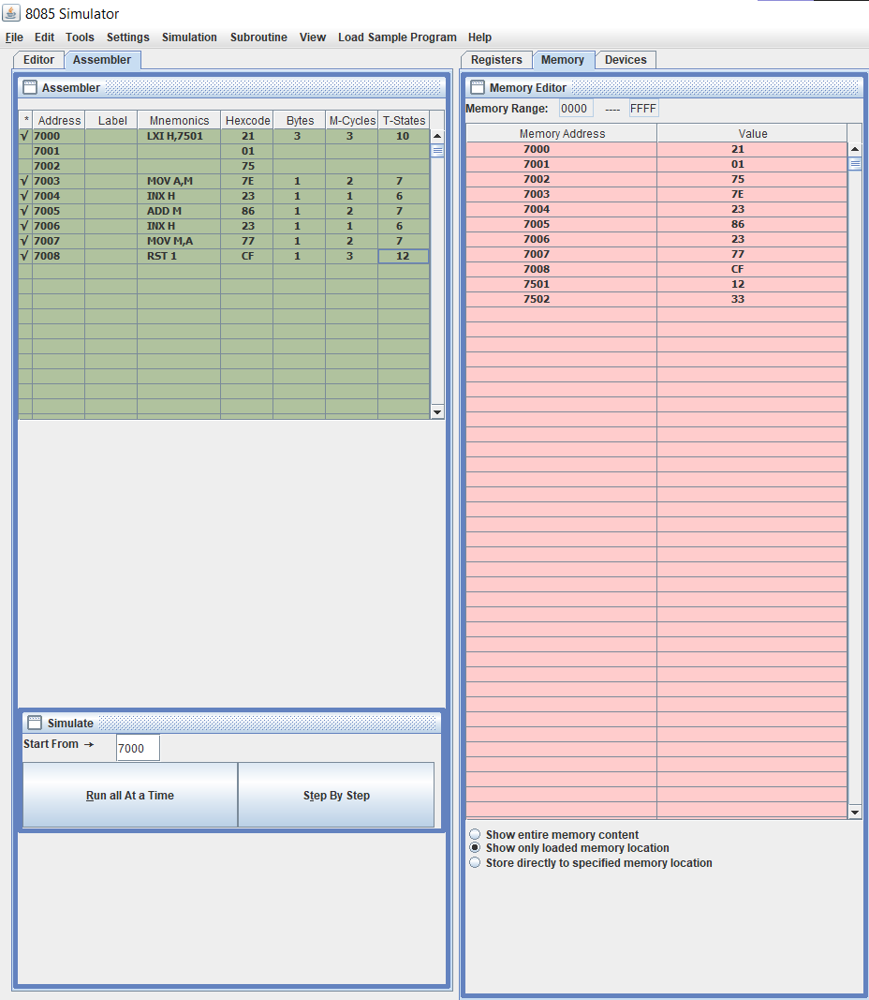 8085 Simulator
File Edit Tools Settings Simulation Subroutine View Load Sample Program Help
Editor Assembler
Assembler
* Address Label Mnemonics Hexcode Bytes M-Cycles T-States
√ 7000 LXI H,7501 21 3 3 10
7001 01
7002 75
√ 7003 MOV A,M 7E 1 2 7
√ 7004 INX H 23 1 1 6
√ 7005 ADD M 86 1 2 7
√ 7006 INX H 23 1 1 6
√ 7007 MOV M,A 77 1 2 7
√ 7008 RST 1 CF 1 3 12
Simulate
Start From → 7000
Run all At a Time Step By Step
Registers Memory Devices
Memory Editor
Memory Range: 0000 ---- FFFF
Memory Address Value
7000 21
7001 01
7002 75
7003 7E
7004 23
7005 86
7006 23
7007 77
7008 CF
7501 12
7502 33
Show entire memory content
Show only loaded memory location
Store directly to specified memory location